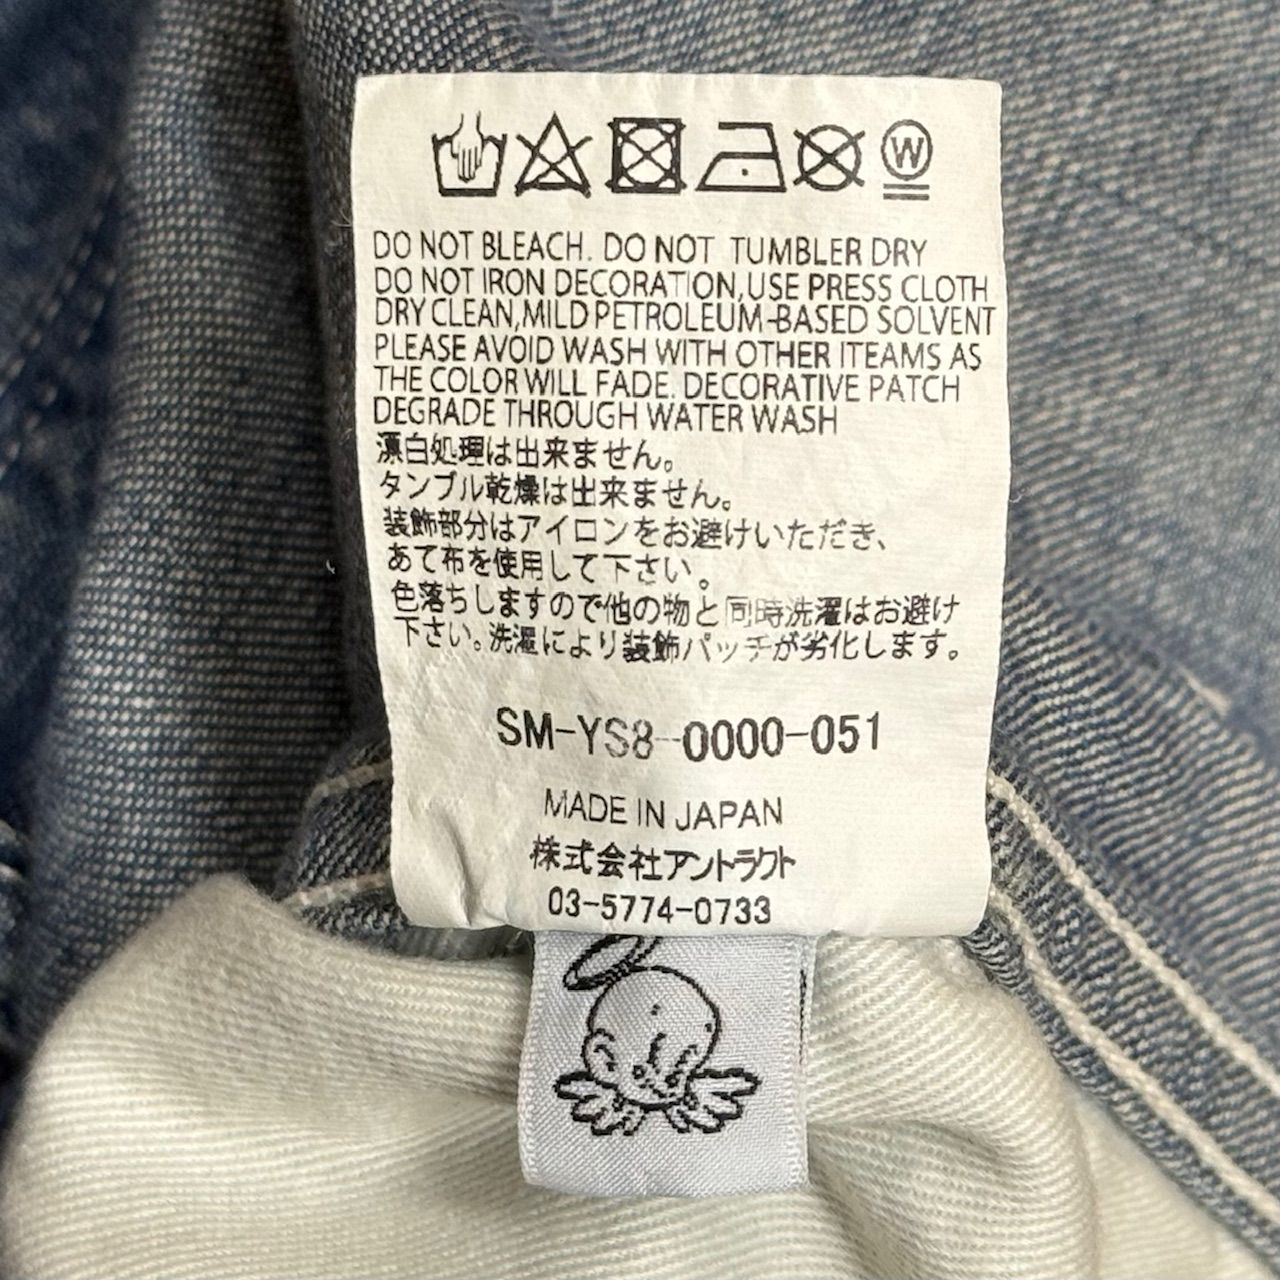 W
DO NOT BLEACH. DO NOT TUMBLER DRY
DO NOT IRON DECORATION,USE PRESS CLOTH
DRY CLEAN,MILD PETROLEUM-BASED SOLVENT
PLEASE AVOID WASH WITH OTHER ITEAMS AS
THE COLOR WILL FADE. DECORATIVE PATCH
DEGRADE THROUGH WATER WASH
漂白処理は出来ません。
タンブル乾燥は出来ません。
装飾部分はアイロンをお避けいただき、
あて布を使用して下さい。
色落ちしますので他の物と同時洗濯はお避け
下さい。洗濯により装飾パッチが劣化します。
SM-YS8-0000-051
MADE IN JAPAN
株式会社アントラクト
03-5774-0733